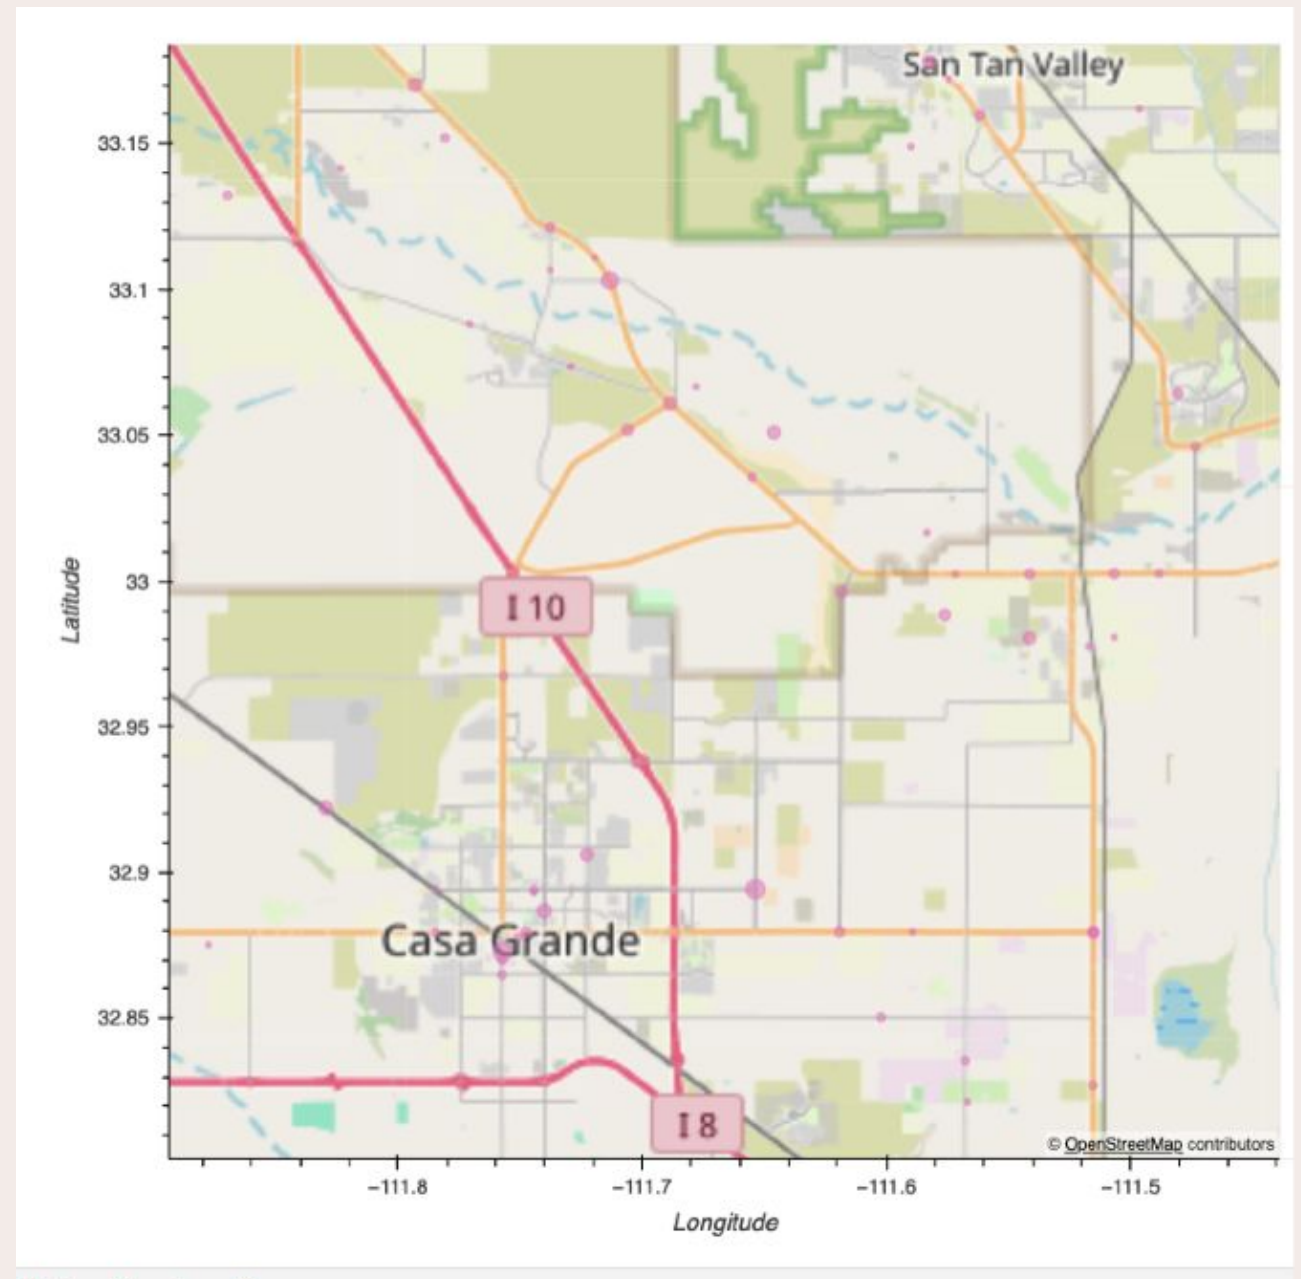 San Tan Valley
33.15
33.1
33.05
33
32.95
32.9
32.85
Latitude
I 10
Casa Grande
I 8
© OpenStreetMap contributors
−111.8
−111.7
−111.6
−111.5
Longitude